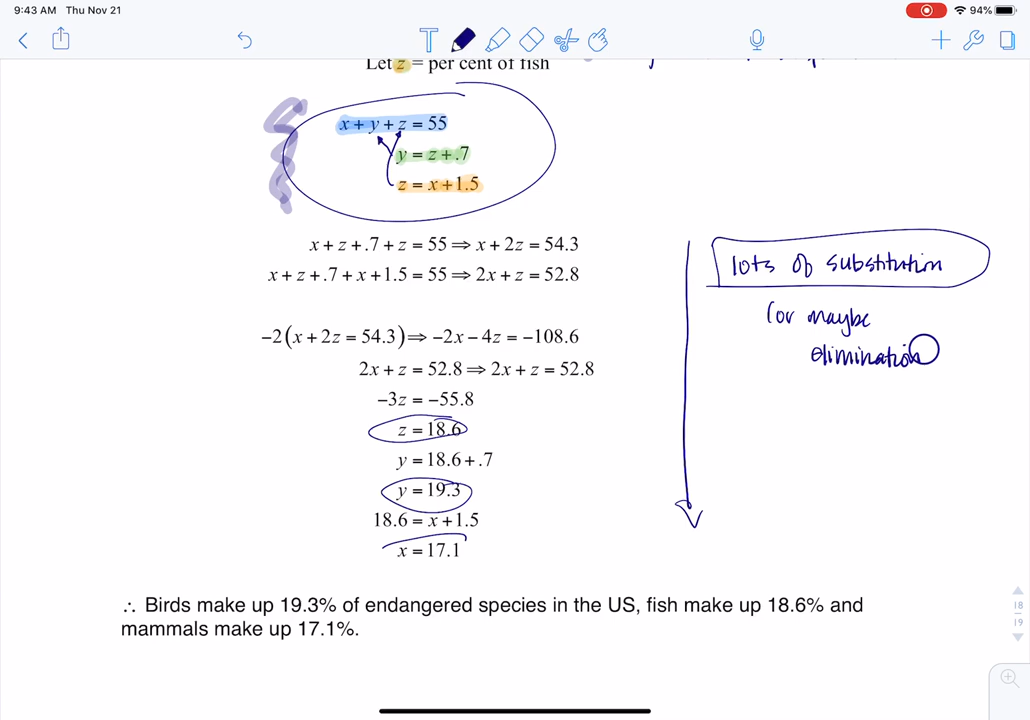 9:43 AM Thu Nov 21
94%
Let z = per cent of fish
x + y + z = 55
y = z + .7
z = x + 1.5
x + z + .7 + z = 55 ⇒ x + 2z = 54.3
x + z + .7 + x + 1.5 = 55 ⇒ 2x + z = 52.8
lots of substitution
(or maybe
elimination
-2(x + 2z = 54.3) ⇒ -2x - 4z = -108.6
2x + z = 52.8 ⇒ 2x + z = 52.8
-3z = -55.8
z = 18.6
y = 18.6 + .7
y = 19.3
18.6 = x + 1.5
x = 17.1
∴ Birds make up 19.3% of endangered species in the US, fish make up 18.6% and
mammals make up 17.1%.
18
19